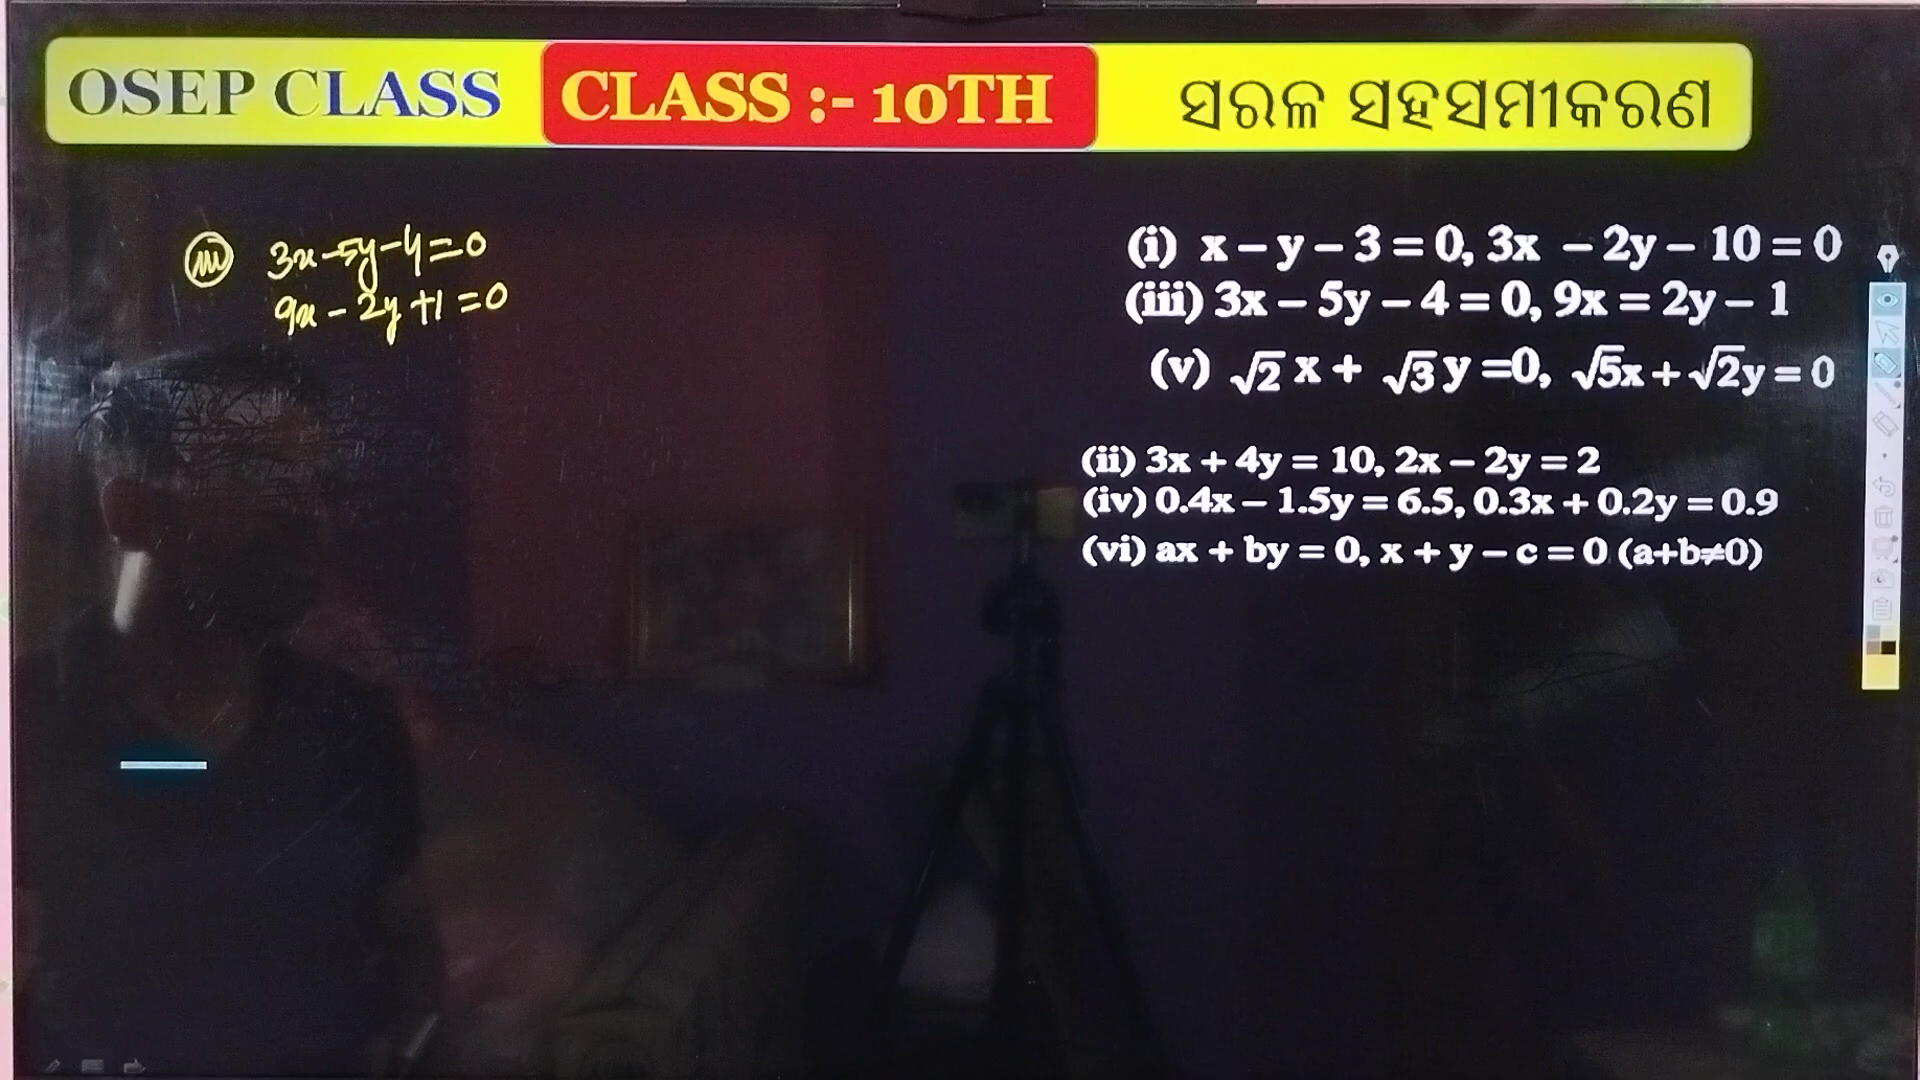 OSEP CLASS CLASS :- 10TH ସରଳ ସହସମୀକରଣ
(iii) 3x-5y-4=0
9x-2y+1=0
(i) x – y – 3 = 0, 3x – 2y – 10 = 0
(iii) 3x – 5y – 4 = 0, 9x = 2y – 1
(v) √2 x + √3 y =0, √5x + √2y = 0
(ii) 3x + 4y = 10, 2x – 2y = 2
(iv) 0.4x – 1.5y = 6.5, 0.3x + 0.2y = 0.9
(vi) ax + by = 0, x + y – c = 0 (a+b≠0)